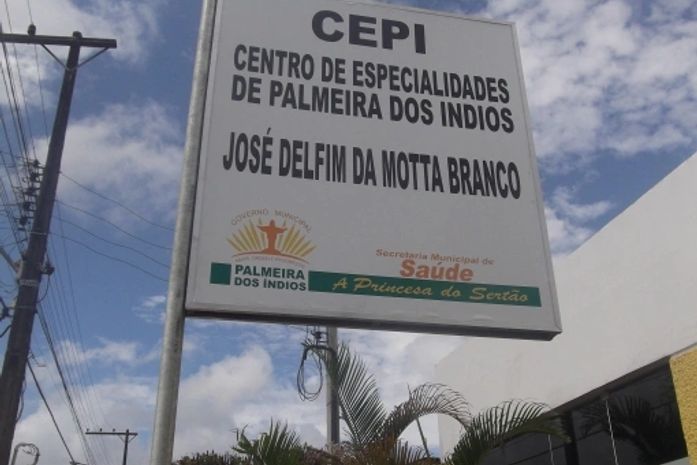 CEPI
CENTRO DE ESPECIALIDADES
DE PALMEIRA DOS INDIOS
JOSÉ DELFIM DA MOTTA BRANCO
GOVERNO MUNICIPAL
PALMEIRA
DOS ÍNDIOS
Secretaria Municipal de
Saúde
A Princesa do Sertão